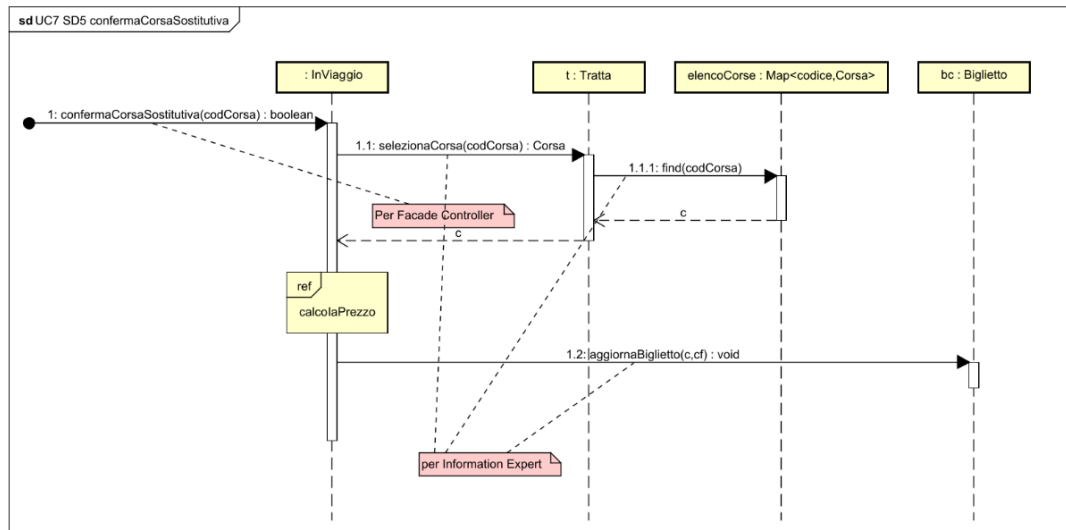 sd UC7 SD5 confermaCorsaSostitutiva
: InViaggio
t : Tratta
elencoCorse : Map<codice,Corsa>
bc : Biglietto
1: confermaCorsaSostitutiva(codCorsa) : boolean
1.1: selezionaCorsa(codCorsa) : Corsa
1.1.1: find(codCorsa)
Per Facade Controller
c
c
ref
calcolaPrezzo
1.2: aggiornaBiglietto(c,cf) : void
per Information Expert